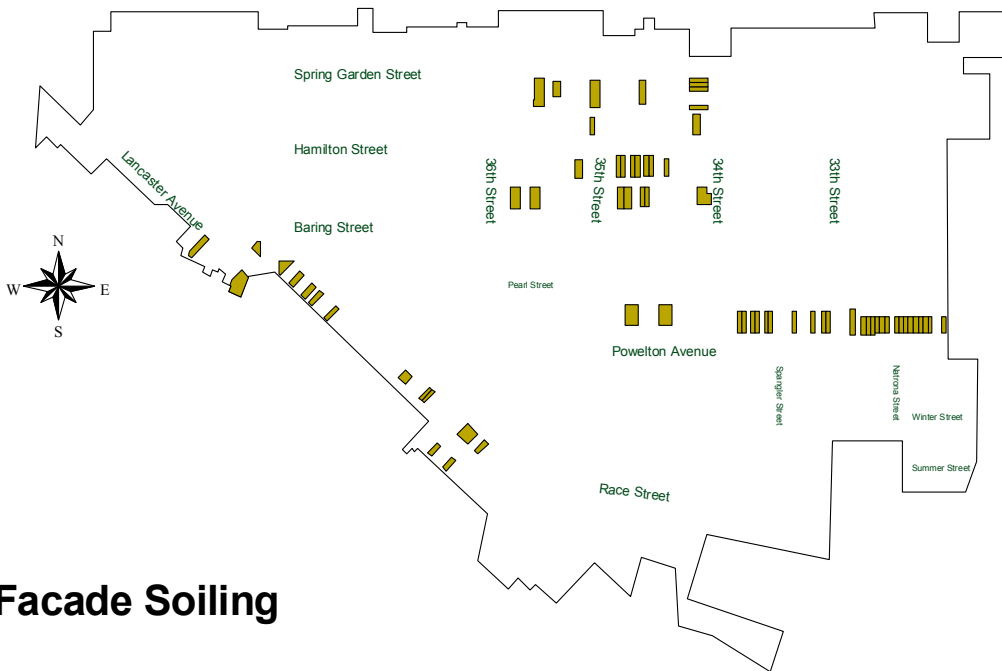 Spring Garden Street
Hamilton Street
Lancaster Avenue
36th Street
35th Street
34th Street
33th Street
Baring Street
N
W
E
S
Pearl Street
Powelton Avenue
Spangler Street
Natrona Street
Winter Street
Summer Street
Race Street
Facade Soiling